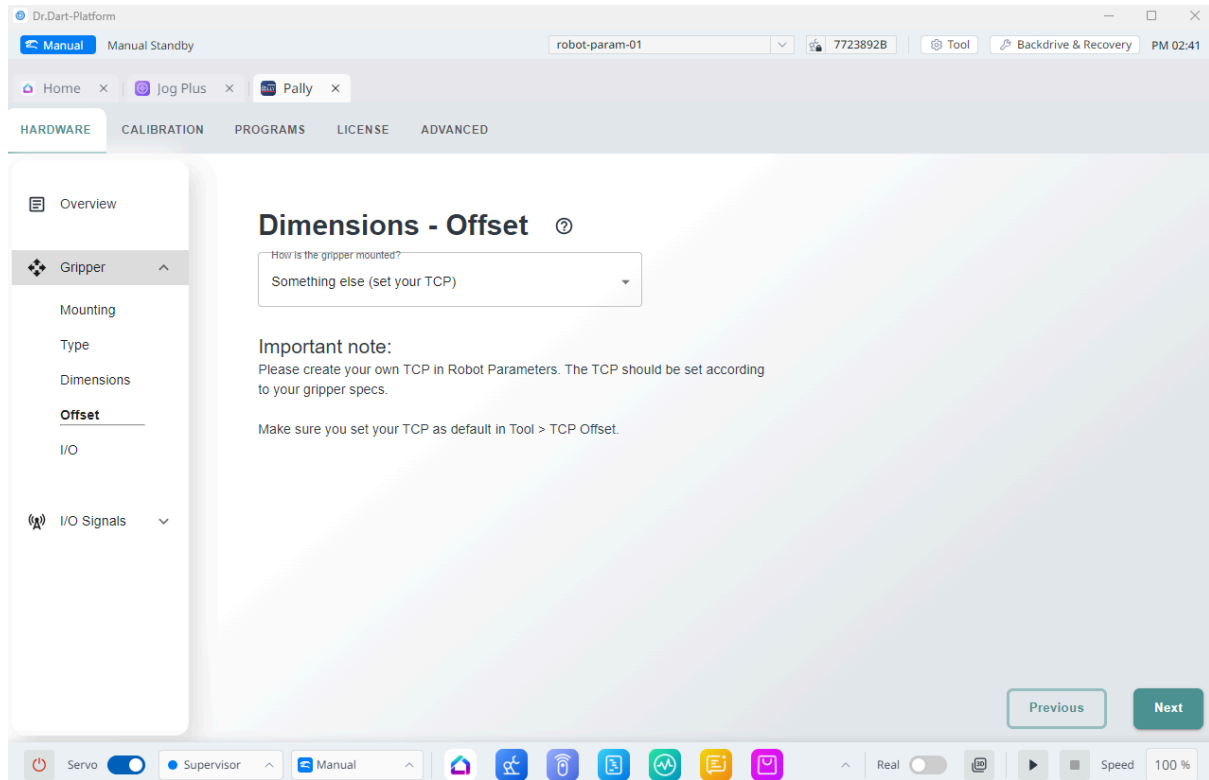 Dr.Dart-Platform
Manual Manual Standby robot-param-01 7723892B Tool Backdrive & Recovery PM 02:41
Home Jog Plus Pally
HARDWARE CALIBRATION PROGRAMS LICENSE ADVANCED
Overview
Gripper
Mounting
Type
Dimensions
Offset
I/O
I/O Signals
Dimensions - Offset
How is the gripper mounted?
Something else (set your TCP)
Important note:
Please create your own TCP in Robot Parameters. The TCP should be set according
to your gripper specs.
Make sure you set your TCP as default in Tool > TCP Offset.
Previous Next
Servo Supervisor Manual Real 3D Speed 100 %